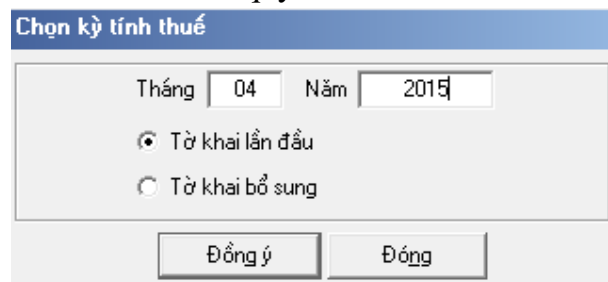 Chọn kỳ tính thuế
Tháng 04 Năm 2015
Tờ khai lần đầu
Tờ khai bổ sung
Đồng ý Đóng